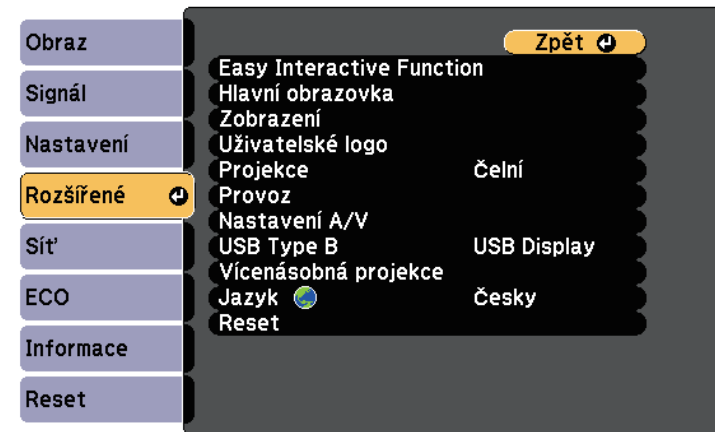 Obraz
Signál
Nastavení
Rozšířené
Síť
ECO
Informace
Reset
Zpět
Easy Interactive Function
Hlavní obrazovka
Zobrazení
Uživatelské logo
Projekce Čelní
Provoz
Nastavení A/V
USB Type B USB Display
Vícenásobná projekce
Jazyk Česky
Reset